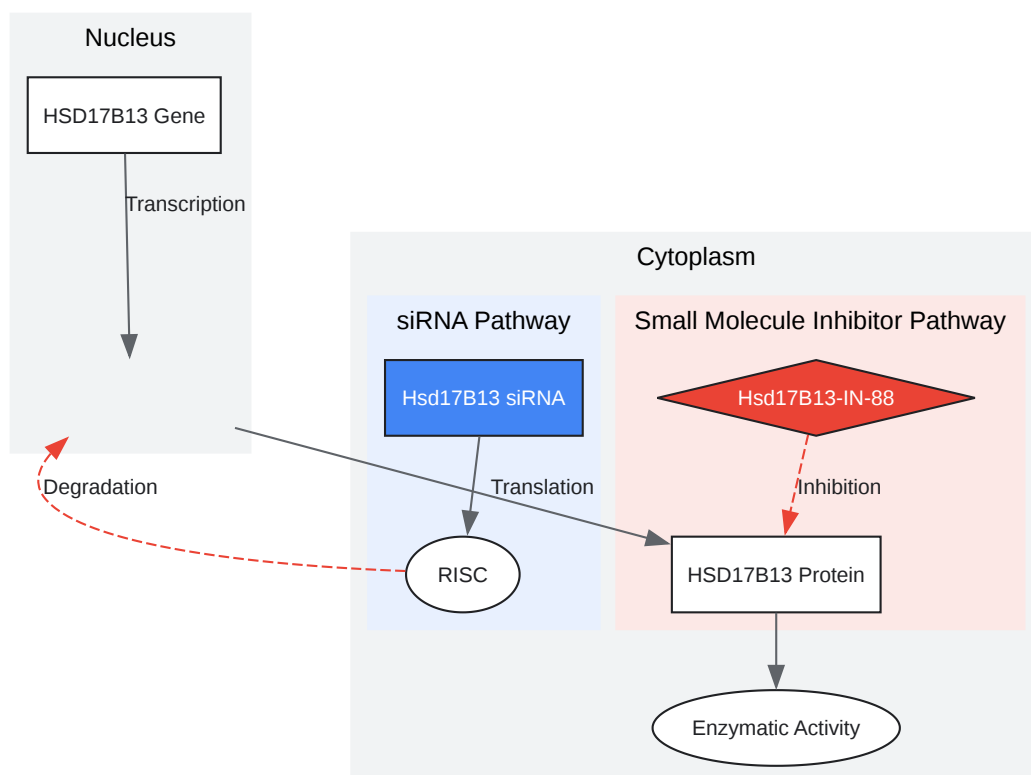 Nucleus
HSD17B13 Gene
Transcription
Cytoplasm
siRNA Pathway
Small Molecule Inhibitor Pathway
Hsd17B13 siRNA
Hsd17B13-IN-88
Degradation
Translation
Inhibition
RISC
HSD17B13 Protein
Enzymatic Activity